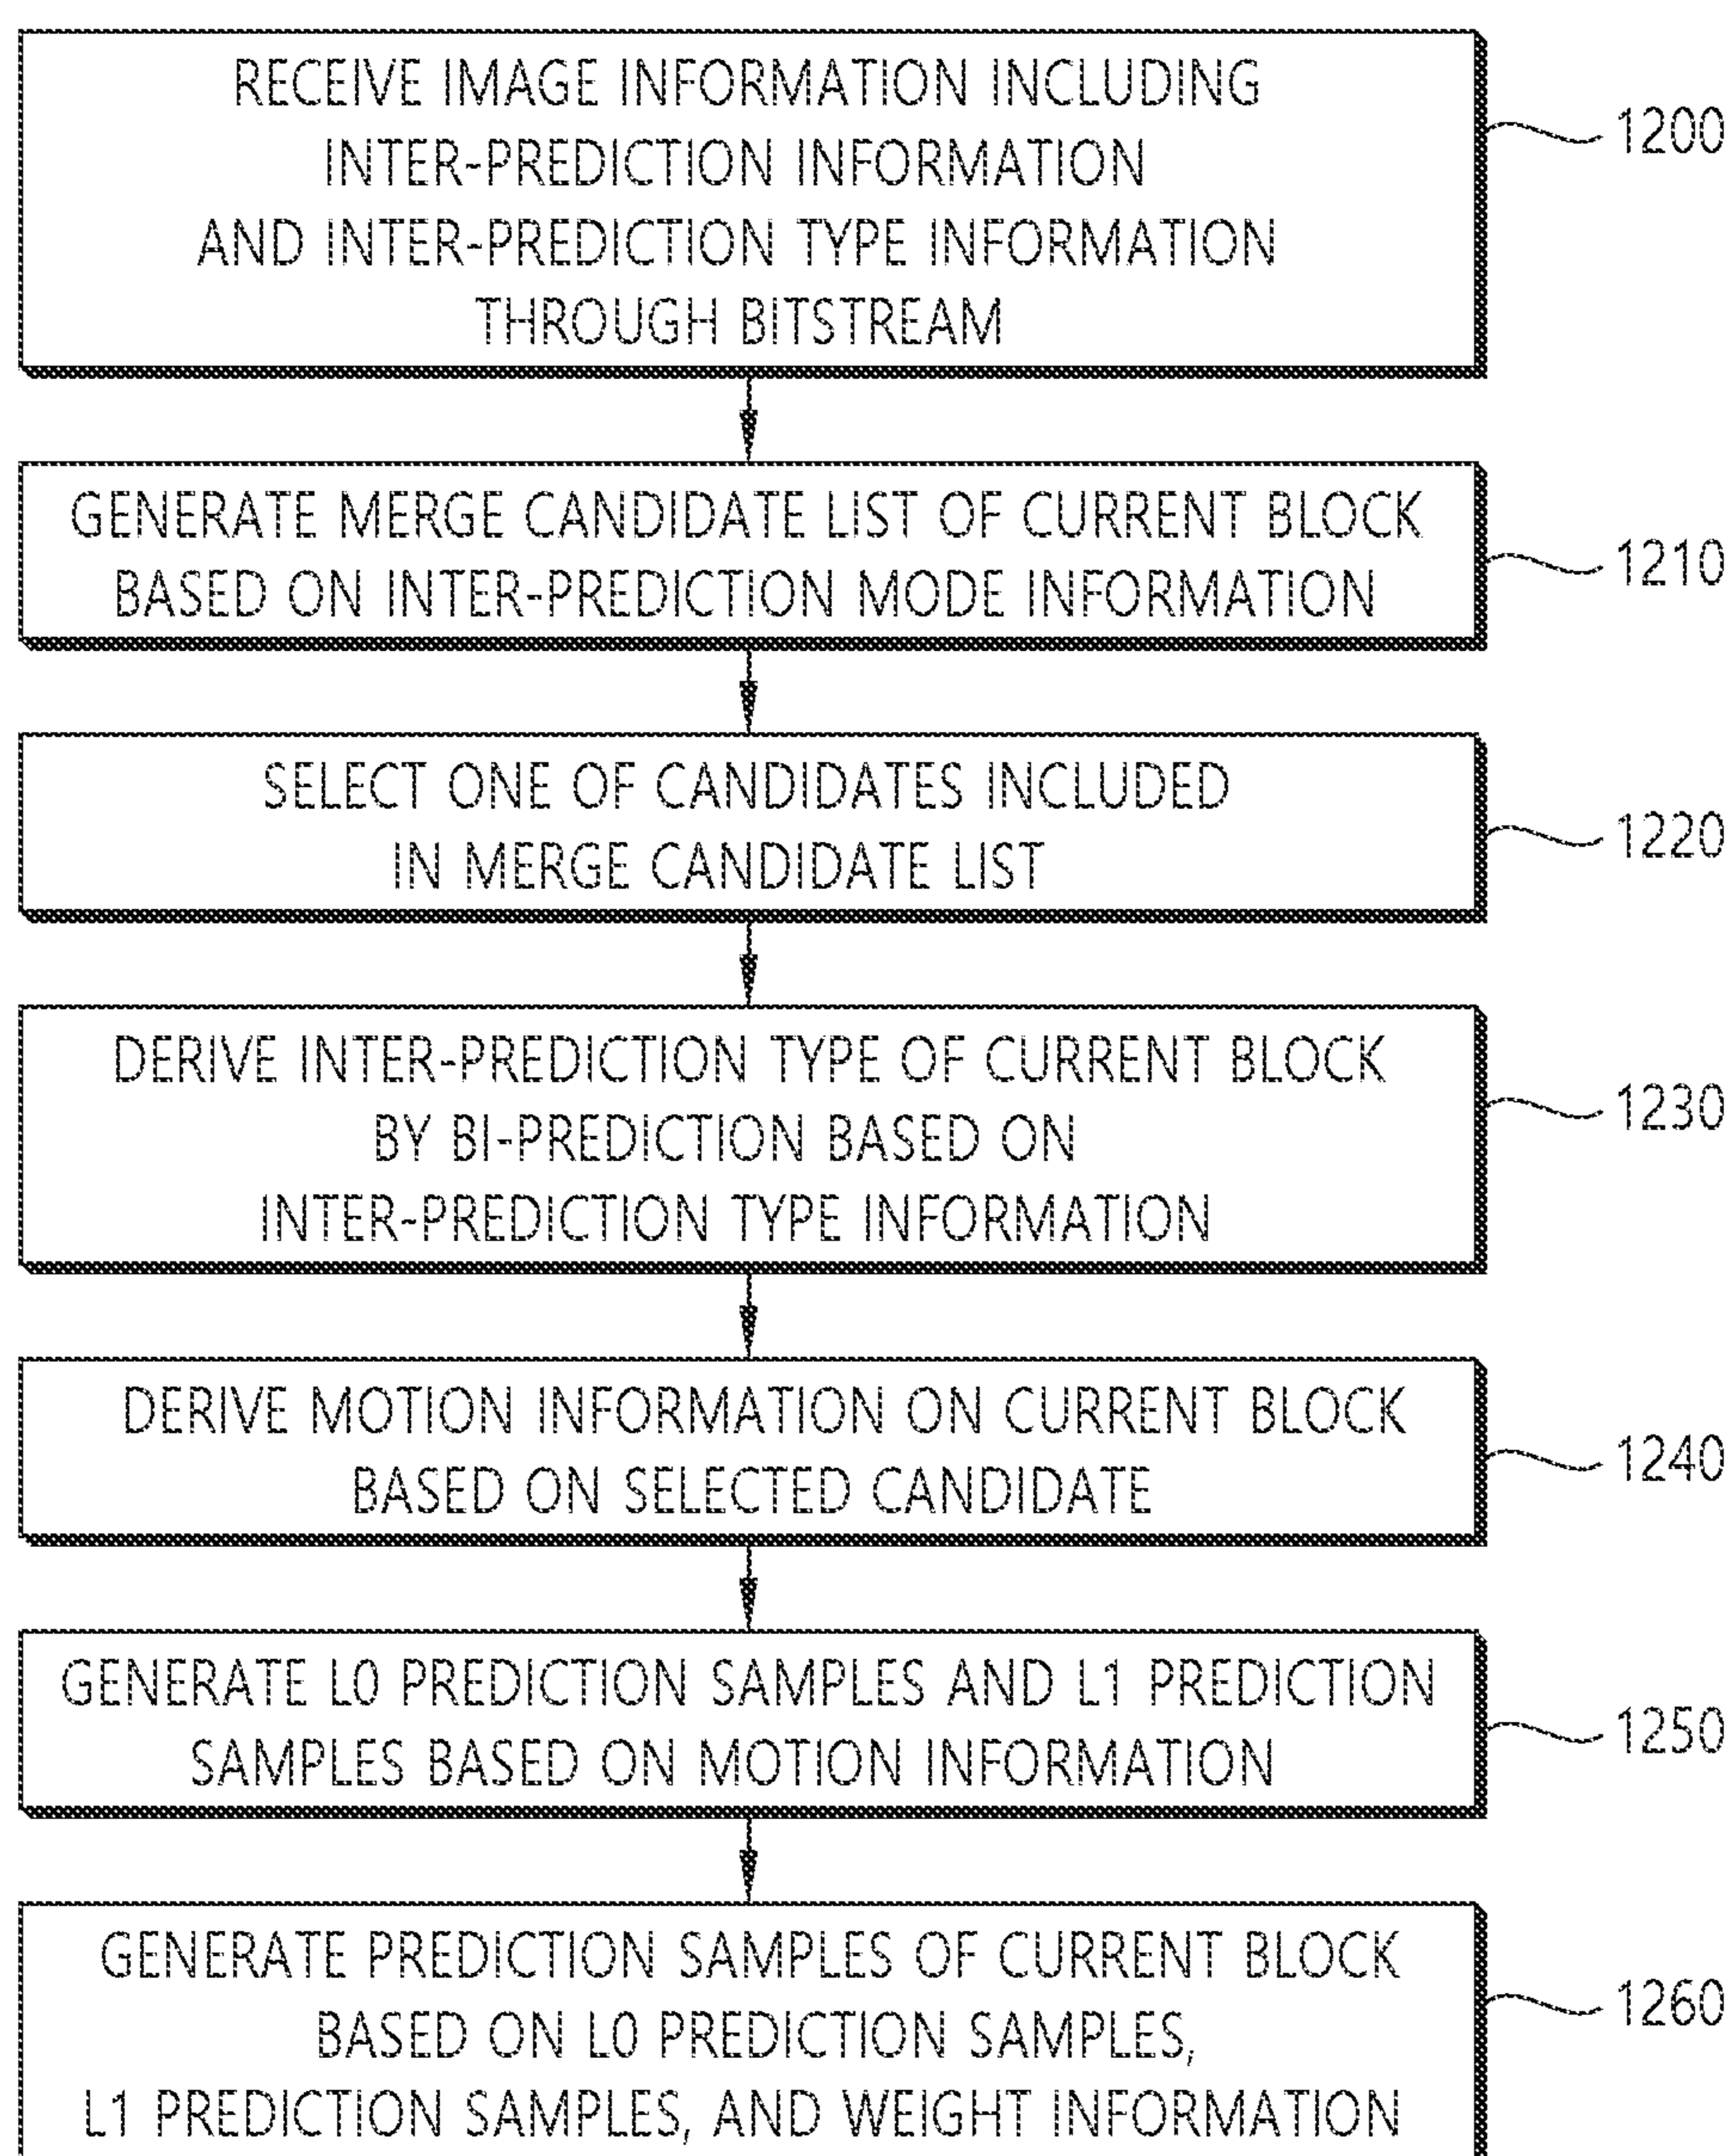 RECEIVE IMAGE INFORMATION INCLUDING
INTER-PREDICTION INFORMATION
AND INTER-PREDICTION TYPE INFORMATION
THROUGH BITSTREAM
1200
GENERATE MERGE CANDIDATE LIST OF CURRENT BLOCK
BASED ON INTER-PREDICTION MODE INFORMATION
1210
SELECT ONE OF CANDIDATES INCLUDED
IN MERGE CANDIDATE LIST
1220
DERIVE INTER-PREDICTION TYPE OF CURRENT BLOCK
BY BI-PREDICTION BASED ON
INTER-PREDICTION TYPE INFORMATION
1230
DERIVE MOTION INFORMATION ON CURRENT BLOCK
BASED ON SELECTED CANDIDATE
1240
GENERATE L0 PREDICTION SAMPLES AND L1 PREDICTION
SAMPLES BASED ON MOTION INFORMATION
1250
GENERATE PREDICTION SAMPLES OF CURRENT BLOCK
BASED ON L0 PREDICTION SAMPLES,
L1 PREDICTION SAMPLES, AND WEIGHT INFORMATION
1260